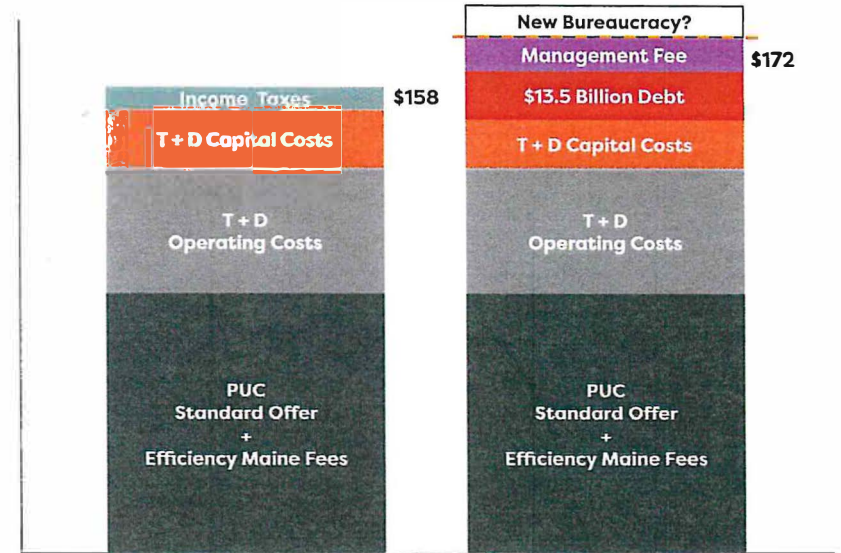 Income Taxes
$158
T + D Capital Costs
T + D
Operating Costs
PUC
Standard Offer
+
Efficiency Maine Fees
New Bureaucracy?
Management Fee
$172
$13.5 Billion Debt
T + D Capital Costs
T + D
Operating Costs
PUC
Standard Offer
+
Efficiency Maine Fees